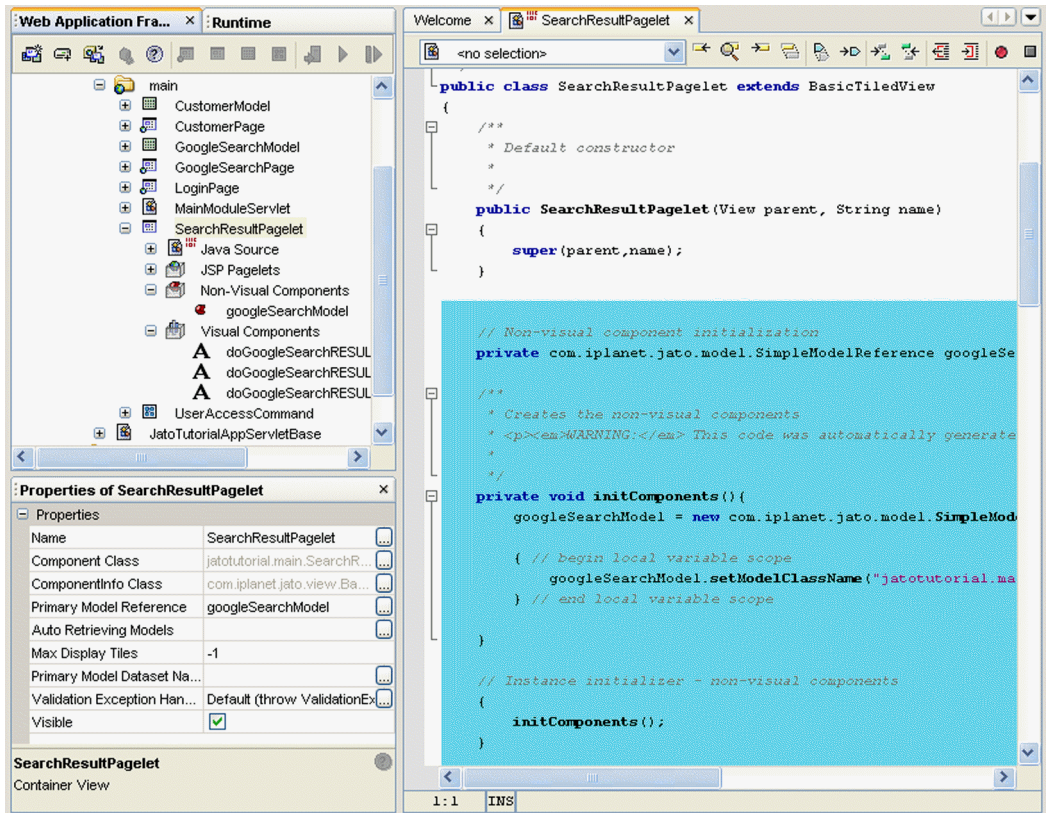 Web Application Fra... ×
Runtime
main
CustomerModel
CustomerPage
GoogleSearchModel
GoogleSearchPage
LoginPage
MainModuleServlet
SearchResultPagelet
Java Source
JSP Pagelets
Non-Visual Components
googleSearchModel
Visual Components
A doGoogleSearchRESUL
A doGoogleSearchRESUL
A doGoogleSearchRESUL
UserAccessCommand
JatoTutorialAppServletBase
Properties of SearchResultPagelet ×
Properties
Name SearchResultPagelet ...
Component Class jatotutorial.main.SearchR... ...
ComponentInfo Class com.iplanet.jato.view.Ba... ...
Primary Model Reference googleSearchModel ...
Auto Retrieving Models ...
Max Display Tiles -1
Primary Model Dataset Na... ...
Validation Exception Han... Default (throw ValidationEx ...
Visible
SearchResultPagelet ?
Container View
Welcome × SearchResultPagelet ×
<no selection>
public class SearchResultPagelet extends BasicTiledView
{
/**
* Default constructor
*
*/
public SearchResultPagelet(View parent, String name)
{
super(parent,name);
}
// Non-visual component initialization
private com.iplanet.jato.model.SimpleModelReference googleSe
/**
* Creates the non-visual components
* <p><em>WARNING:</em> This code was automatically generate
*
*/
private void initComponents(){
googleSearchModel = new com.iplanet.jato.model.SimpleMod
{ // begin local variable scope
googleSearchModel.setModelClassName("jatotutorial.ma
} // end local variable scope
}
// Instance initializer - non-visual components
{
initComponents();
}
1:1 INS